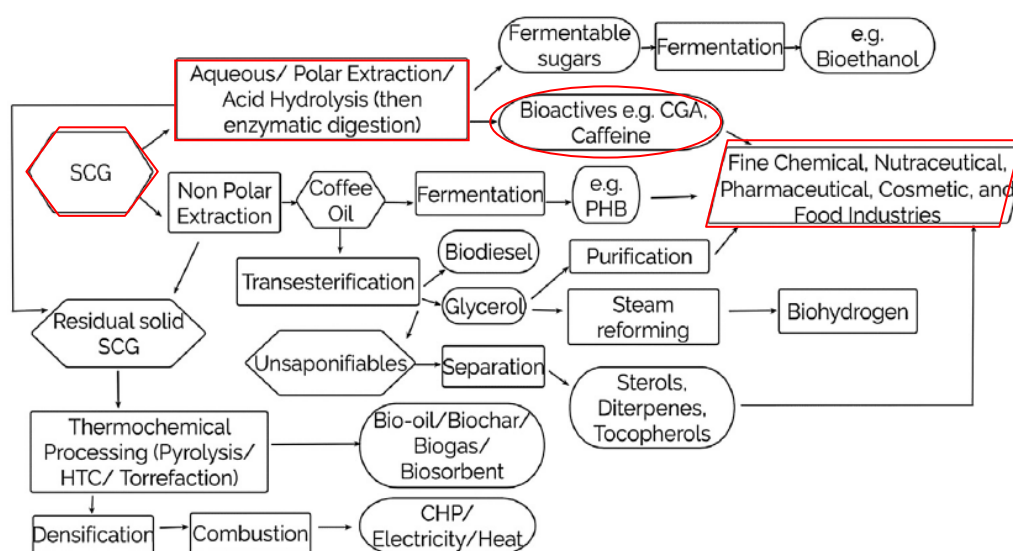 Fermentable
sugars
Fermentation
e.g.
Bioethanol
Aqueous/ Polar Extraction/
Acid Hydrolysis (then
enzymatic digestion)
Bioactives e.g. CGA,
Caffeine
SCG
Fine Chemical, Nutraceutical,
Pharmaceutical, Cosmetic, and
Food Industries
Non Polar
Extraction
Coffee
Oil
Fermentation
e.g.
PHB
Transesterification
Biodiesel
Glycerol
Purification
Steam
reforming
Biohydrogen
Residual solid
SCG
Unsaponifiables
Separation
Sterols,
Diterpenes,
Tocopherols
Thermochemical
Processing (Pyrolysis/
HTC/ Torrefaction)
Bio-oil/Biochar/
Biogas/
Biosorbent
Densification
Combustion
CHP/
Electricity/Heat